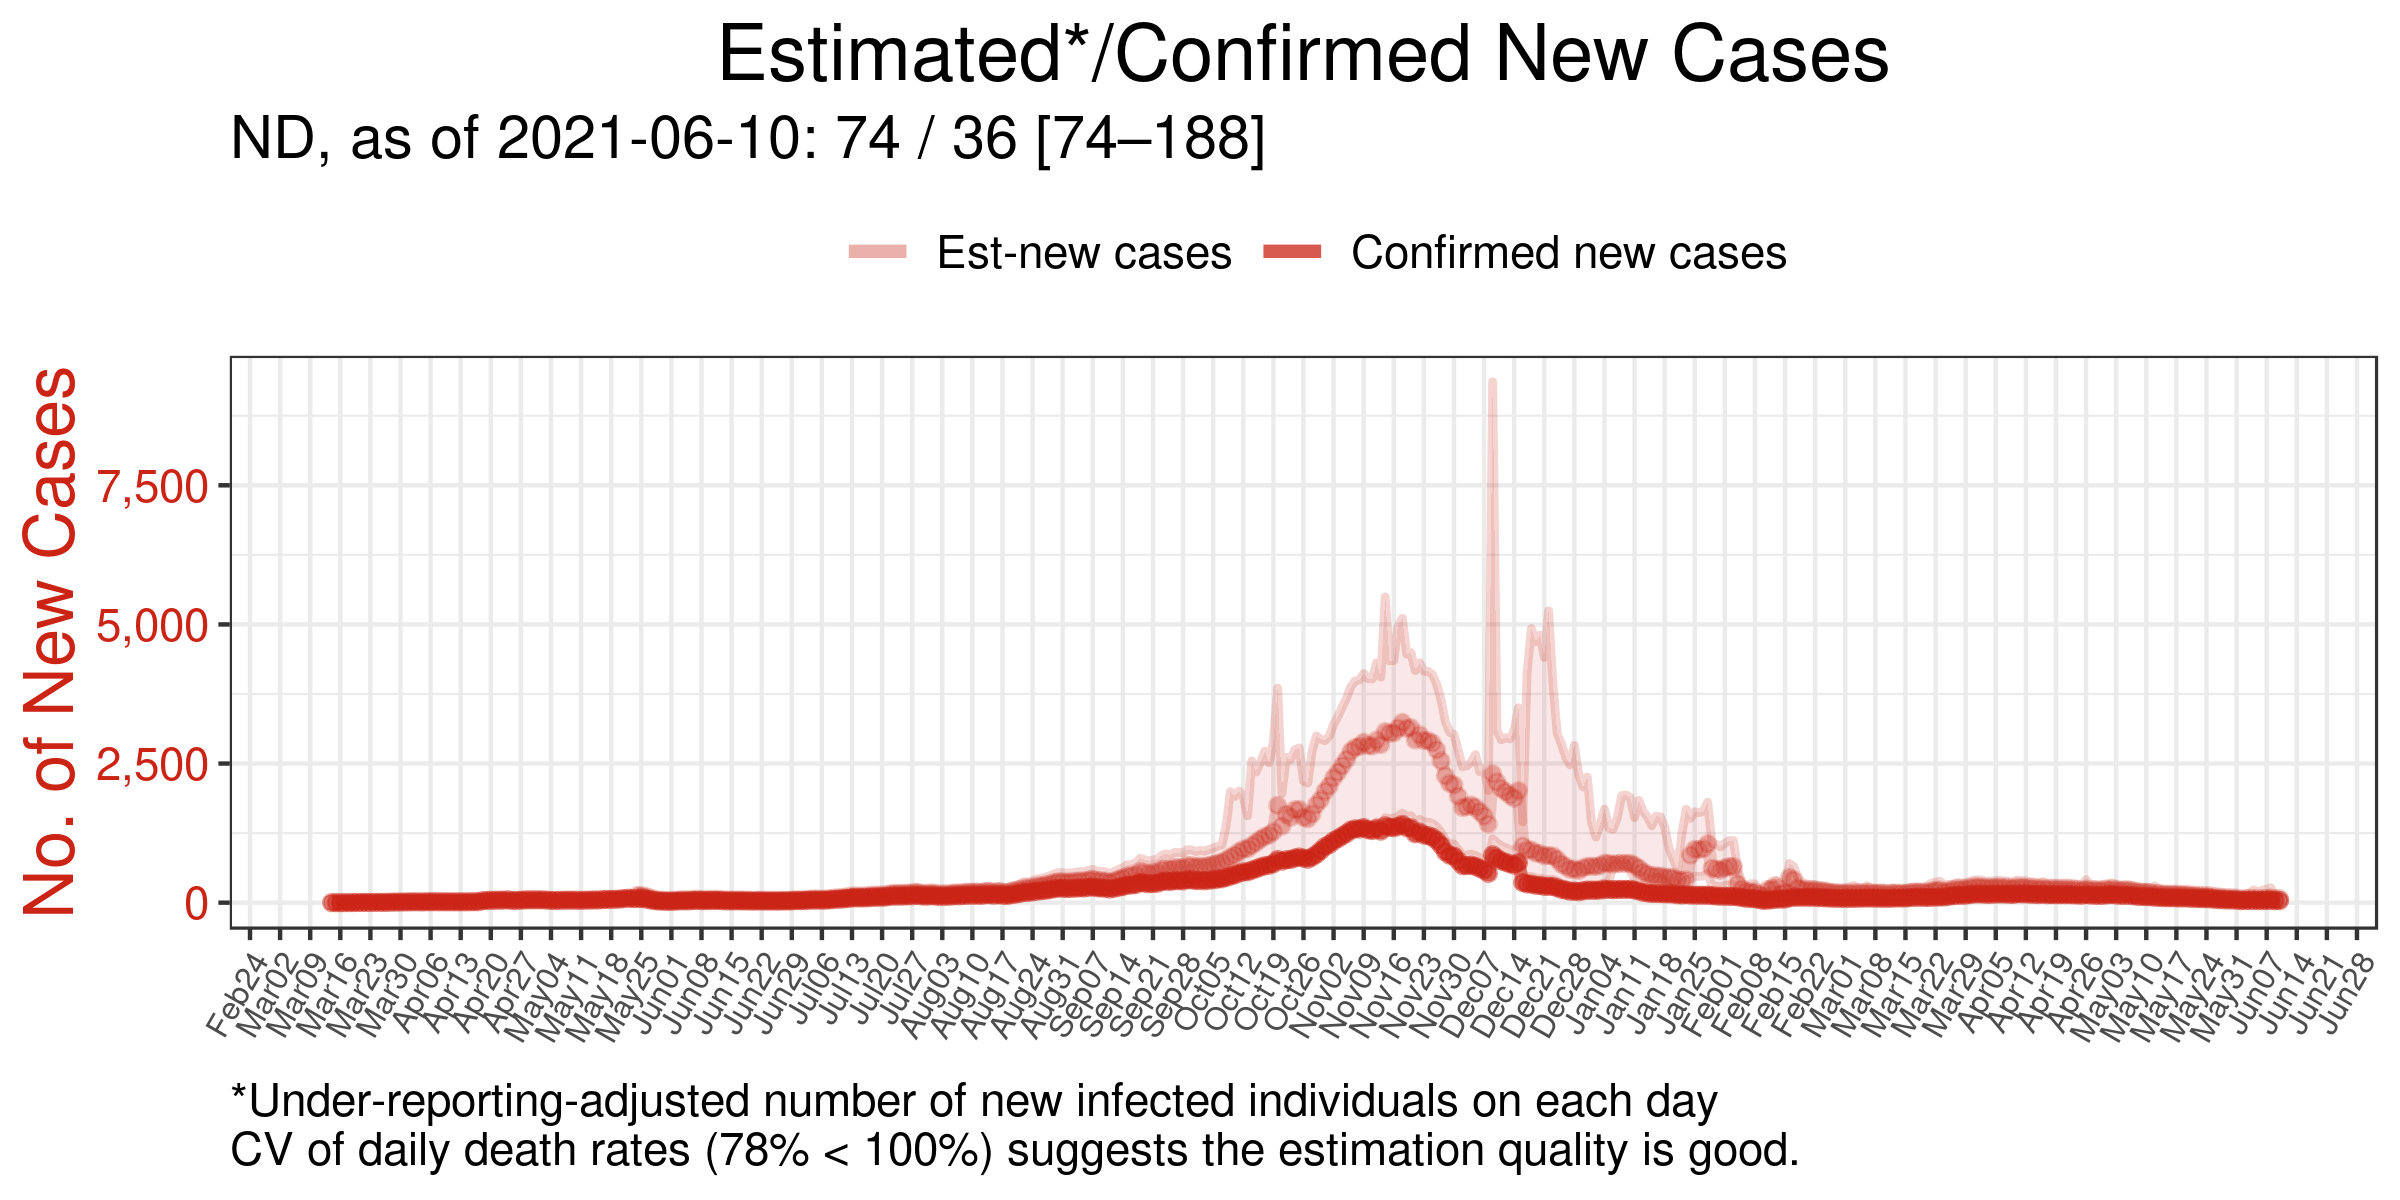 Estimated*/Confirmed New Cases
ND, as of 2021-06-10: 74 / 36 [74–188]
Est-new cases Confirmed new cases
No. of New Cases
7,500
5,000
2,500
0
Feb24 Mar02 Mar09 Mar16 Mar23 Mar30 Apr06 Apr13 Apr20 Apr27 May04 May11 May18 May25 Jun01 Jun08 Jun15 Jun22 Jun29 Jul06 Jul13 Jul20 Jul27 Aug03 Aug10 Aug17 Aug24 Aug31 Sep07 Sep14 Sep21 Sep28 Oct05 Oct12 Oct19 Oct26 Nov02 Nov09 Nov16 Nov23 Nov30 Dec07 Dec14 Dec21 Dec28 Jan04 Jan11 Jan18 Jan25 Feb01 Feb08 Feb15 Feb22 Mar01 Mar08 Mar15 Mar22 Mar29 Apr05 Apr12 Apr19 Apr26 May03 May10 May17 May24 May31 Jun07 Jun14 Jun21 Jun28
*Under-reporting-adjusted number of new infected individuals on each day
CV of daily death rates (78% < 100%) suggests the estimation quality is good.